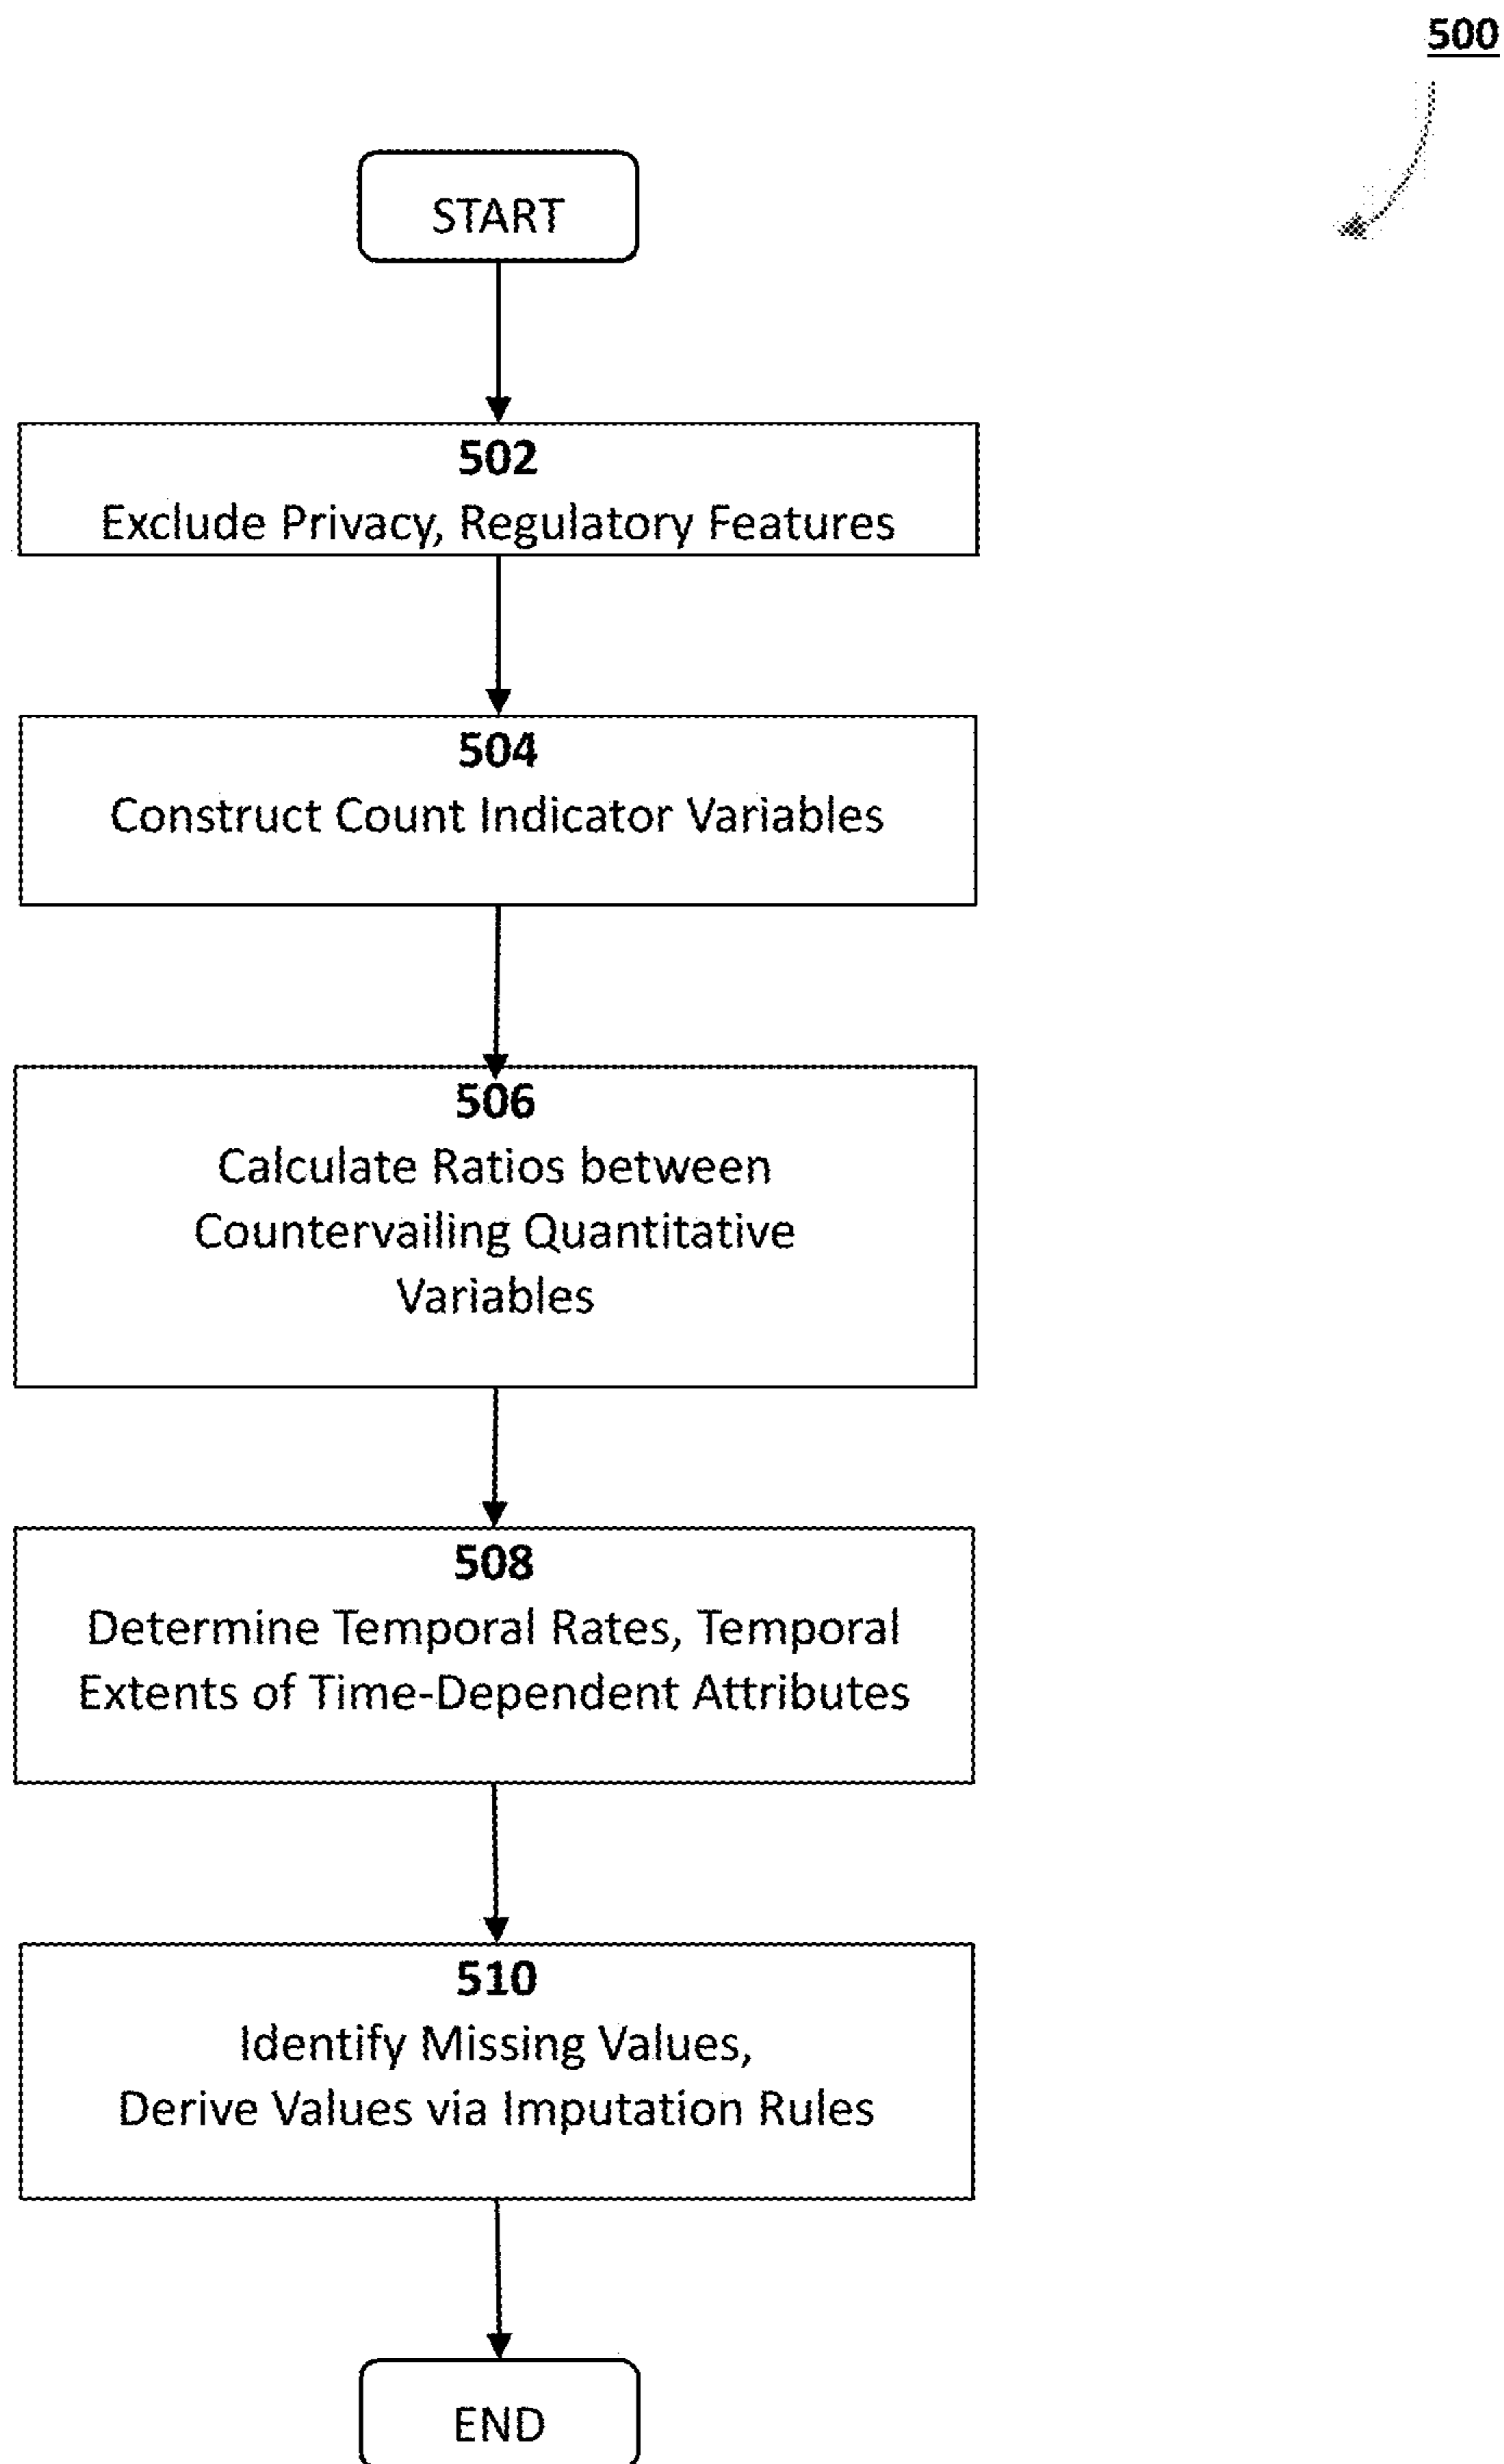 500
START
502
Exclude Privacy, Regulatory Features
504
Construct Count Indicator Variables
506
Calculate Ratios between
Countervailing Quantitative
Variables
508
Determine Temporal Rates, Temporal
Extents of Time-Dependent Attributes
510
Identify Missing Values,
Derive Values via Imputation Rules
END